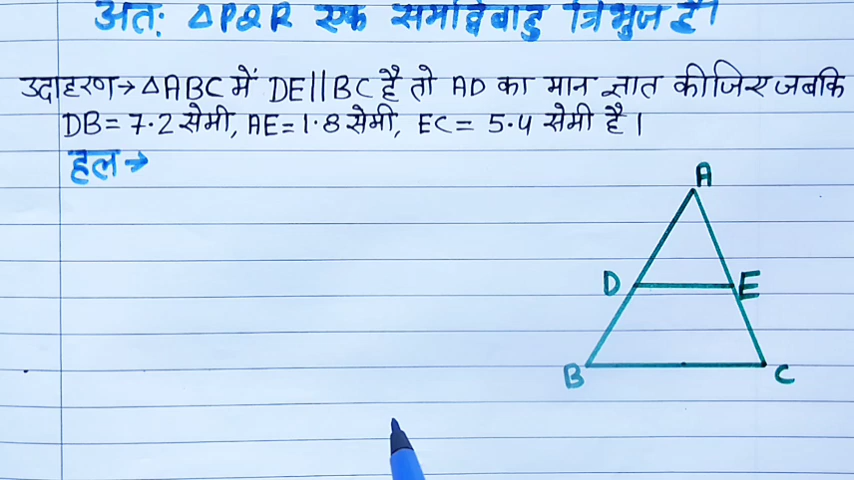 अतः △PQR एक समद्विबाहु त्रिभुज है।
उदाहरण→△ABC में DE||BC है तो AD का मान ज्ञात कीजिए जबकि
DB=7.2 सेमी, AE=1.8 सेमी, EC= 5.4 सेमी है।
हल→
A
D E
B C